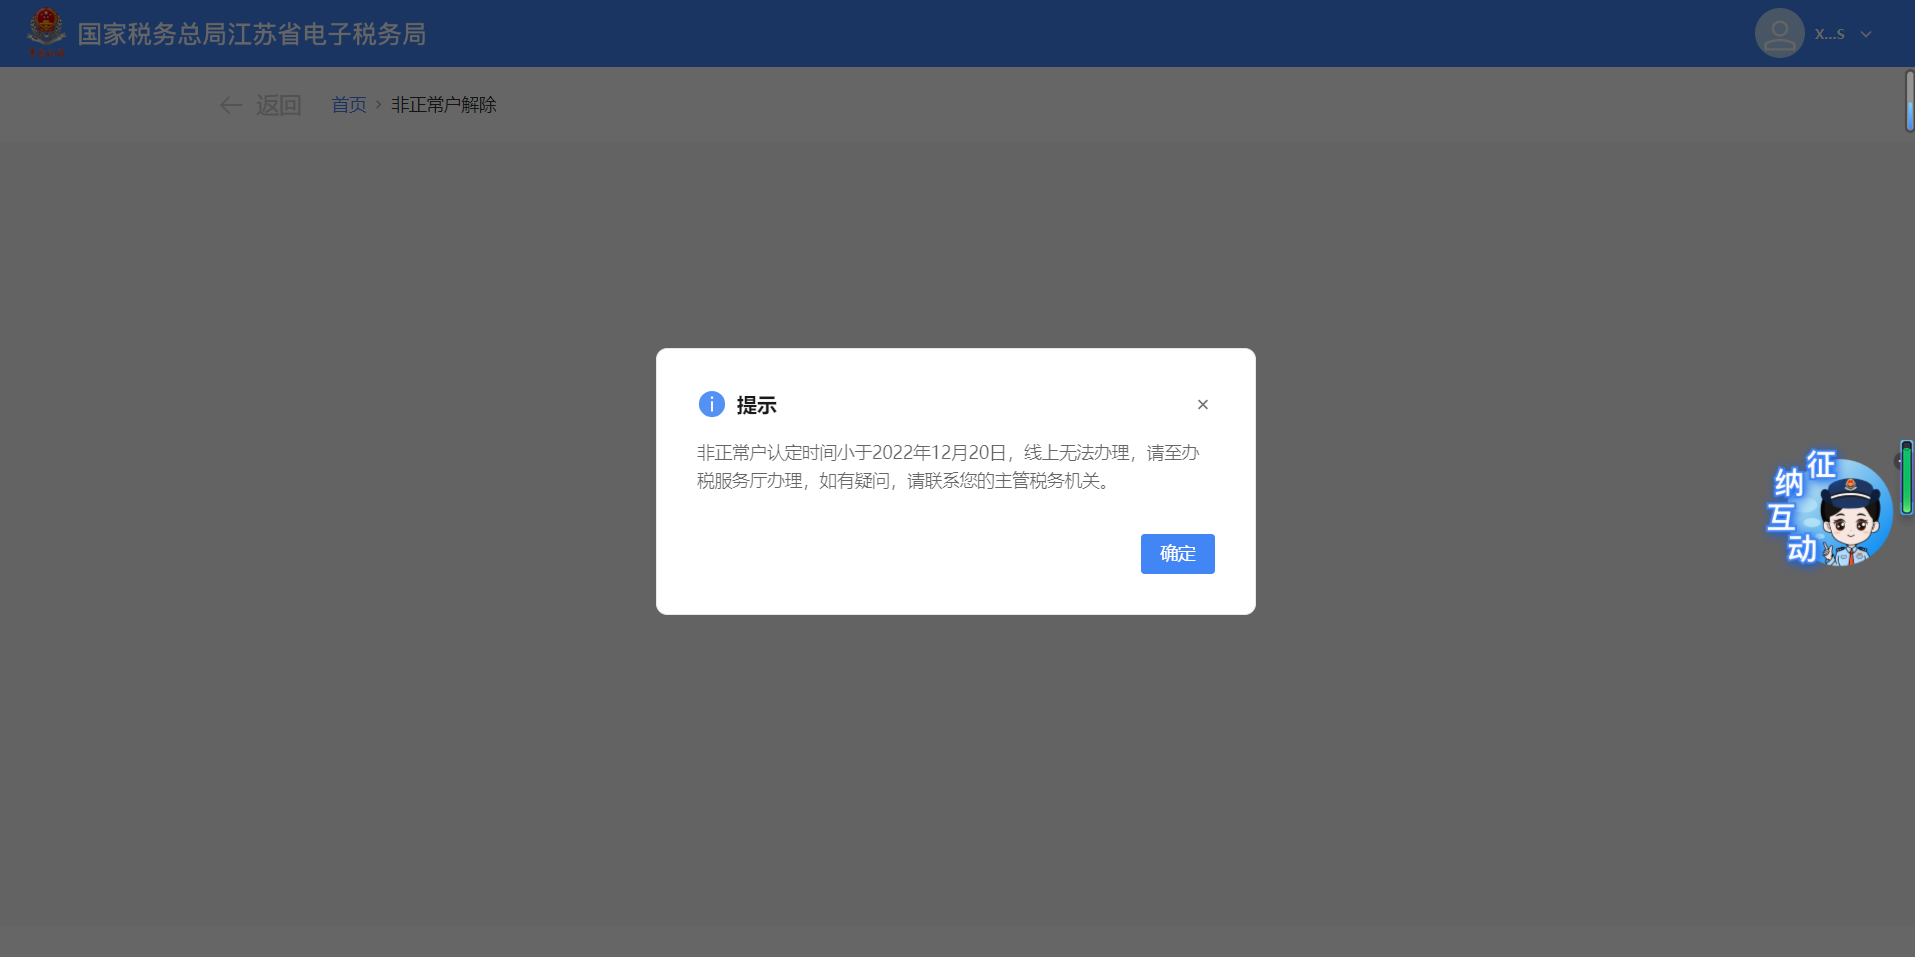 国家税务总局江苏省电子税务局
x...s
返回 首页 > 非正常户解除
提示
非正常户认定时间小于2022年12月20日，线上无法办理，请至办
税服务厅办理，如有疑问，请联系您的主管税务机关。
确定
征
纳
互
动